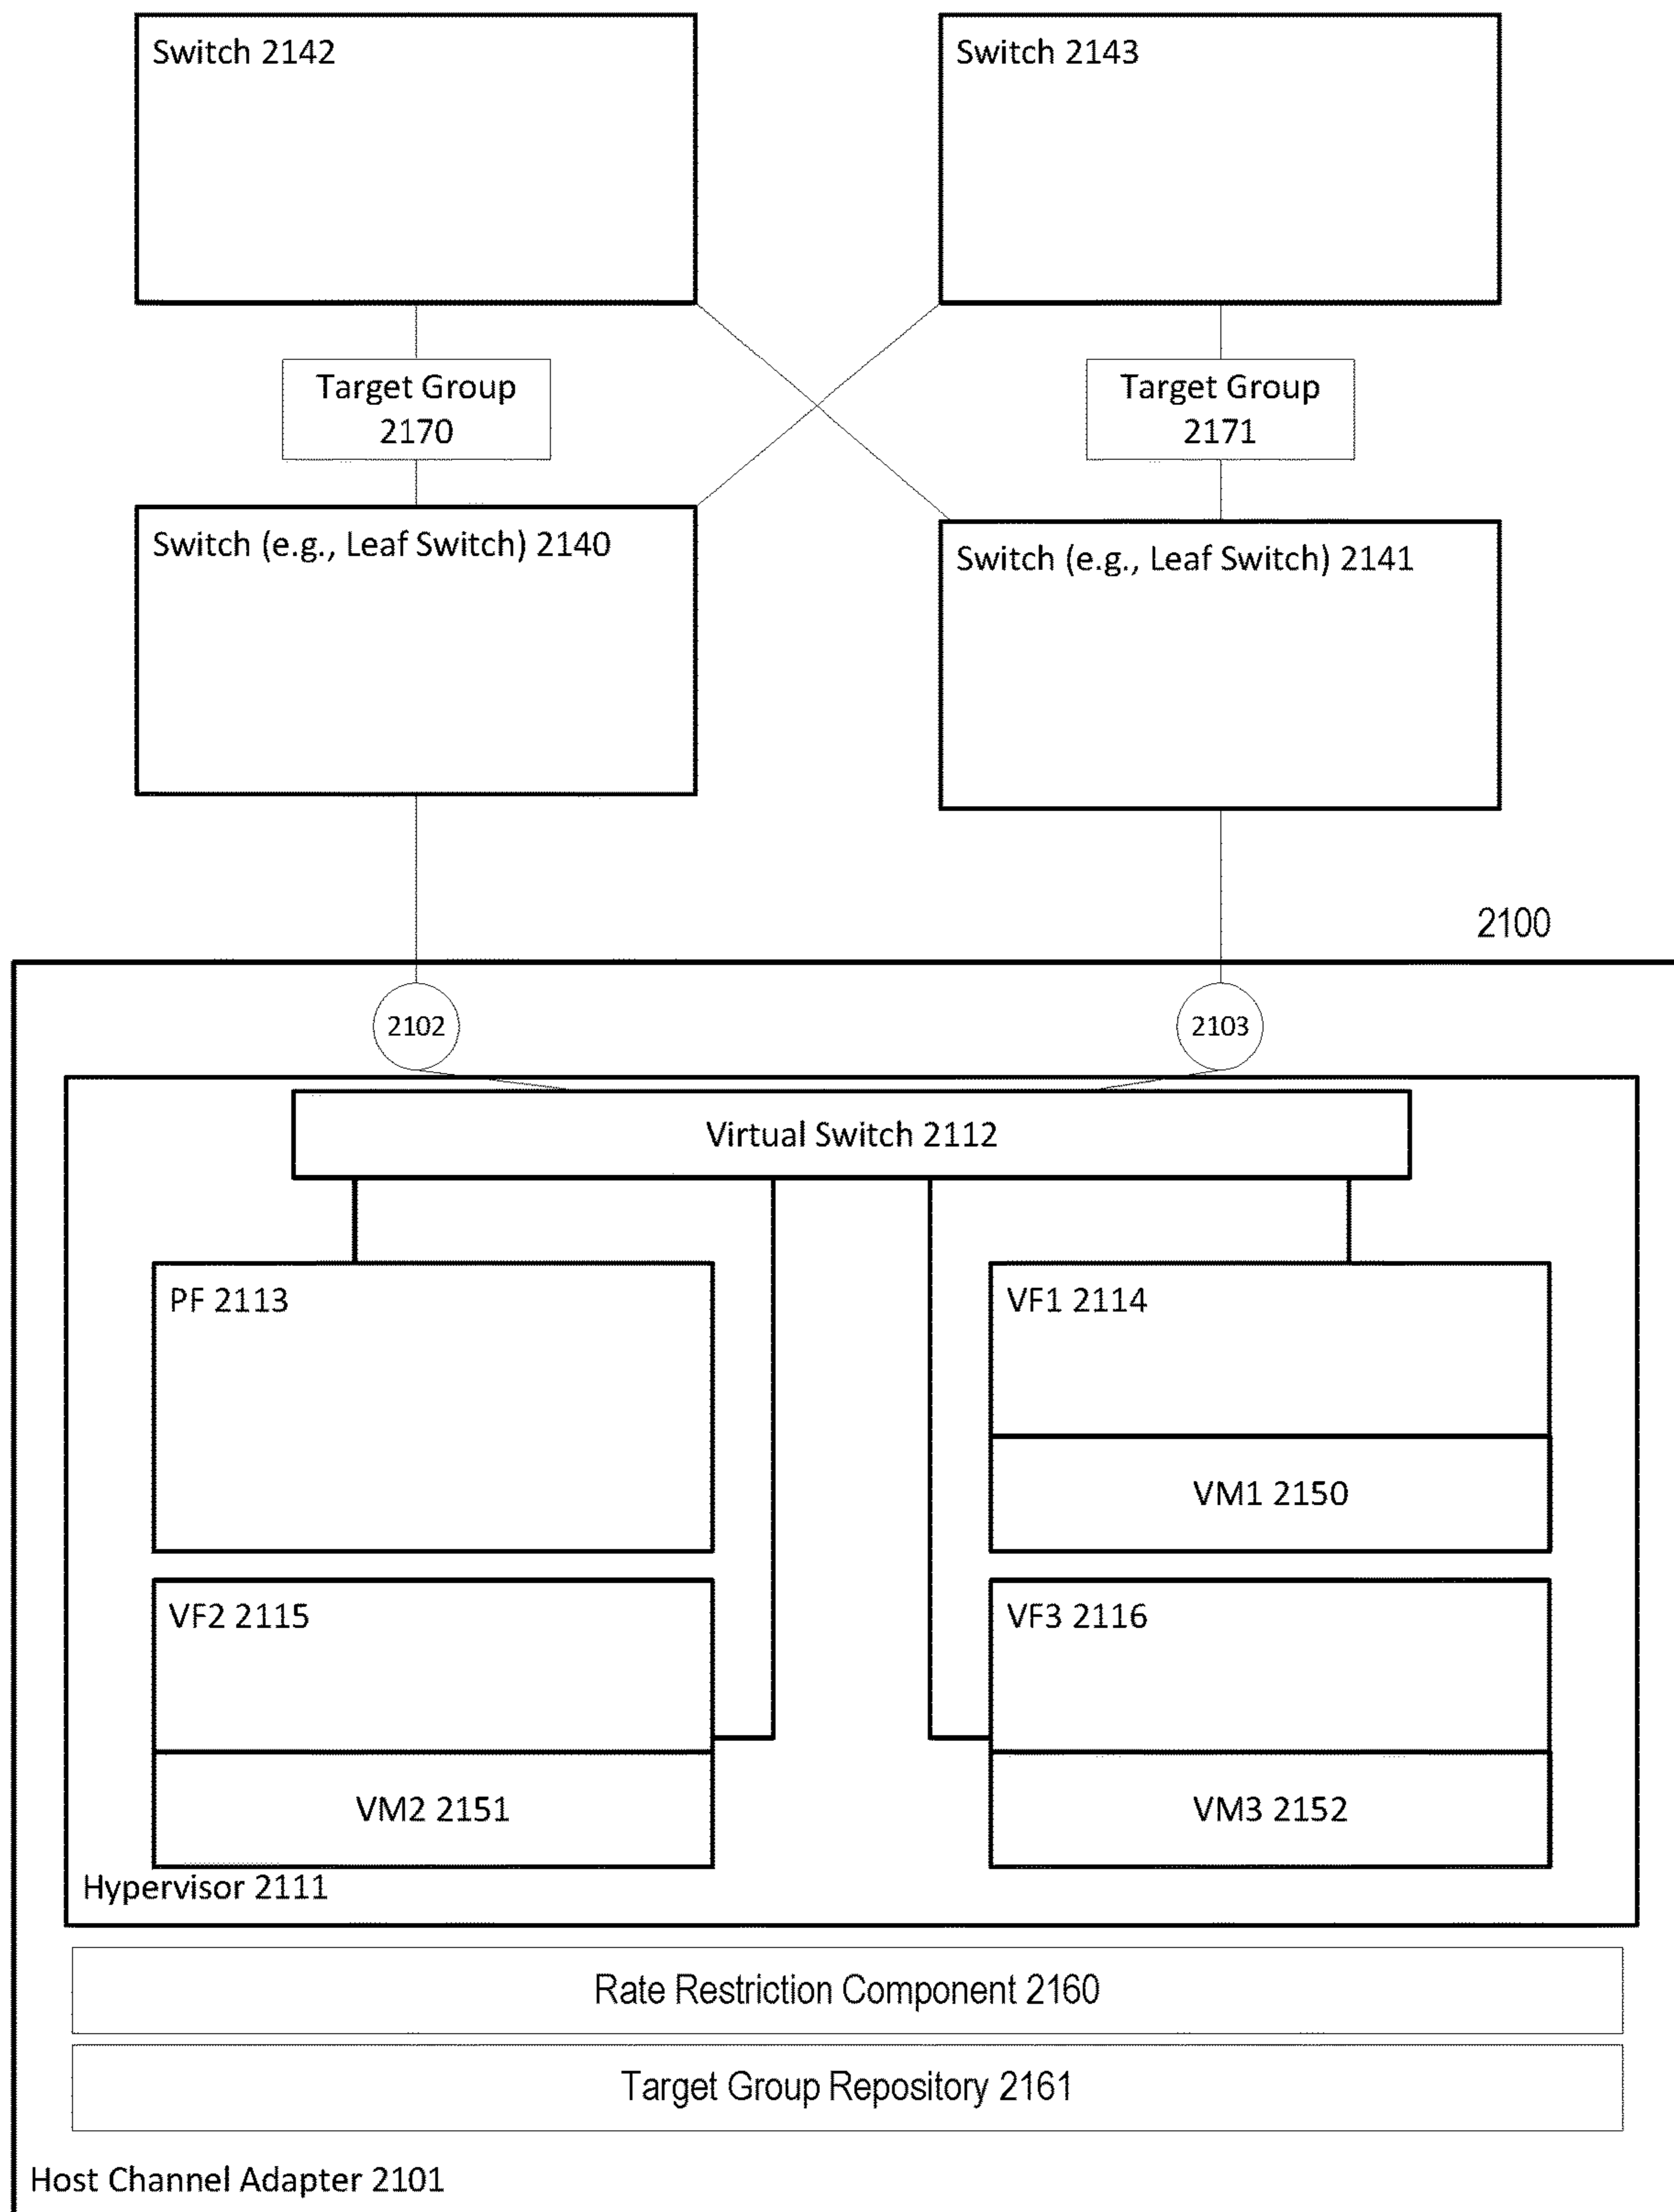 Switch 2142
Switch 2143
Target Group
2170
Target Group
2171
Switch (e.g., Leaf Switch) 2140
Switch (e.g., Leaf Switch) 2141
2100
2102
2103
Virtual Switch 2112
PF 2113
VF1 2114
VM1 2150
VF2 2115
VF3 2116
VM2 2151
VM3 2152
Hypervisor 2111
Rate Restriction Component 2160
Target Group Repository 2161
Host Channel Adapter 2101